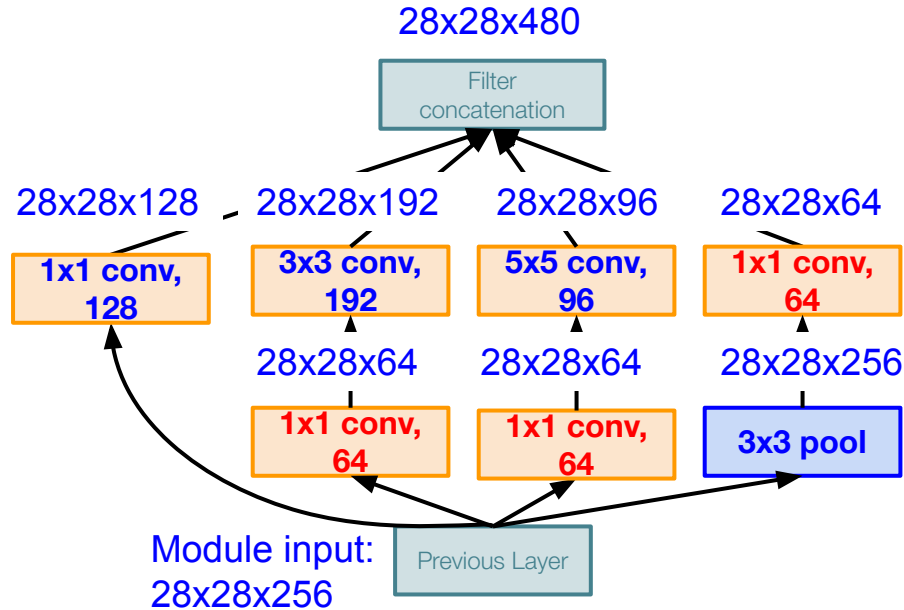 28x28x480
Filter
concatenation
28x28x128
28x28x192
28x28x96
28x28x64
1x1 conv,
128
3x3 conv,
192
5x5 conv,
96
1x1 conv,
64
28x28x64
28x28x64
28x28x256
1x1 conv,
64
1x1 conv,
64
3x3 pool
Module input:
28x28x256
Previous Layer